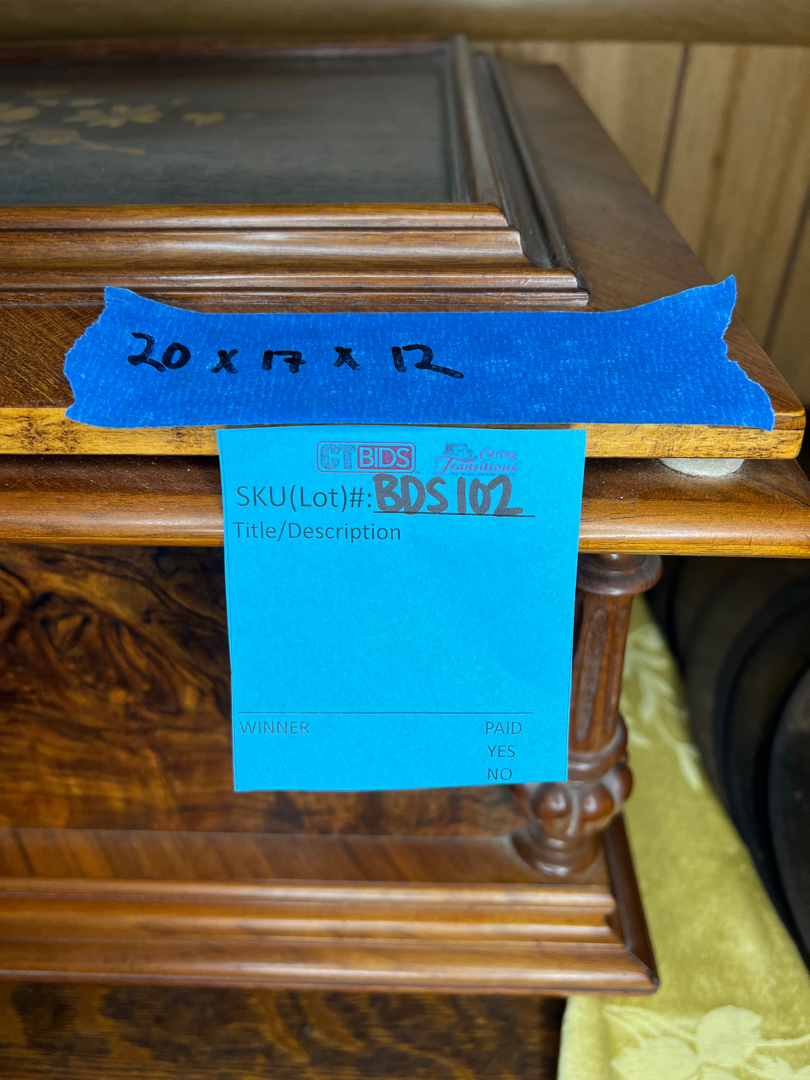 20 x 17 x 12
CTBIDS
Caring
Transitions
SKU(Lot)#: BDS102
Title/Description
WINNER
PAID
YES
NO